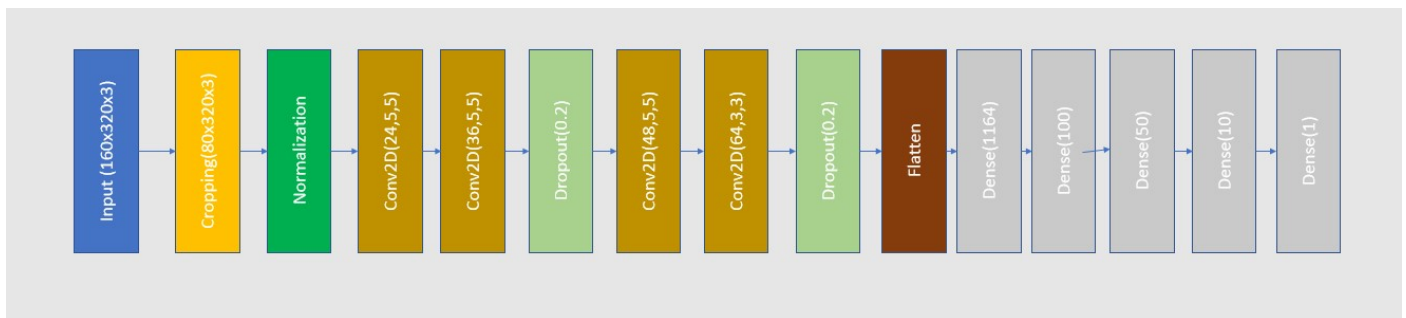 Input (160x320x3)
Cropping(80x320x3)
Normalization
Conv2D(24,5,5)
Conv2D(36,5,5)
Dropout(0.2)
Conv2D(48,5,5)
Conv2D(64,3,3)
Dropout(0.2)
Flatten
Dense(1164)
Dense(100)
Dense(50)
Dense(10)
Dense(1)